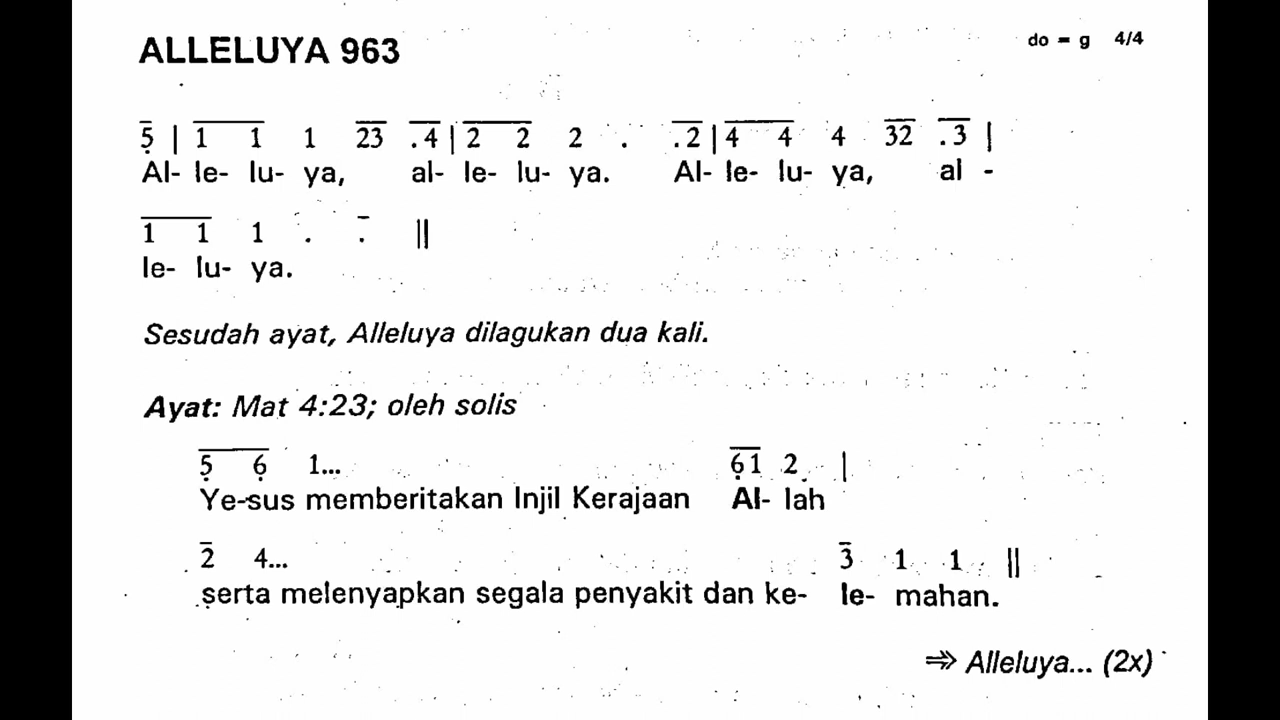 ALLELUYA 963 do = g 4/4
5̣ | 1 1 1 23 .4 | 2 2 2 . .2 | 4 4 4 32 .3 |
Al- le- lu- ya, al- le- lu- ya. Al- le- lu- ya, al -
1 1 1 . . ||
le- lu- ya.
Sesudah ayat, Alleluya dilagukan dua kali.
Ayat: Mat 4:23; oleh solis
5̣ 6̣ 1... 6̣1 2 |
Ye-sus memberitakan Injil Kerajaan Al- lah
2 4... 3 1 1 ||
serta melenyapkan segala penyakit dan ke- le- mahan.
⇒ Alleluya... (2x)